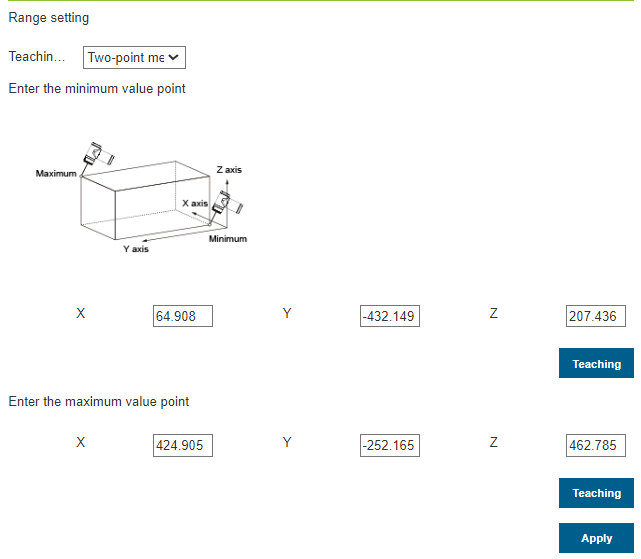 Range setting
Teachin... Two-point me
Enter the minimum value point
Maximum
Z axis
X axis
Minimum
Y axis
X 64.908 Y -432.149 Z 207.436
Teaching
Enter the maximum value point
X 424.905 Y -252.165 Z 462.785
Teaching
Apply